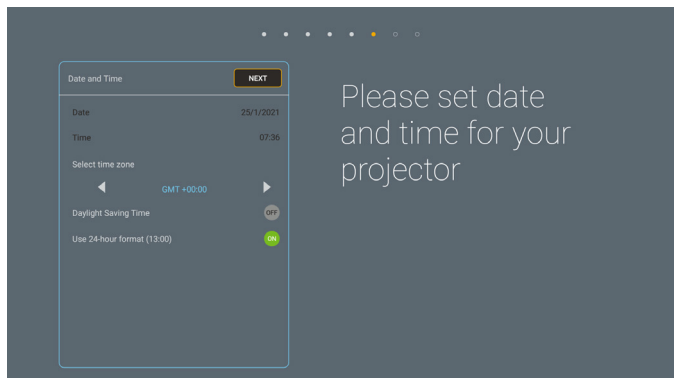 Date and Time
NEXT
Date 25/1/2021
Time 07:36
Select time zone
GMT +00:00
Daylight Saving Time OFF
Use 24-hour format (13:00) ON
Please set date
and time for your
projector